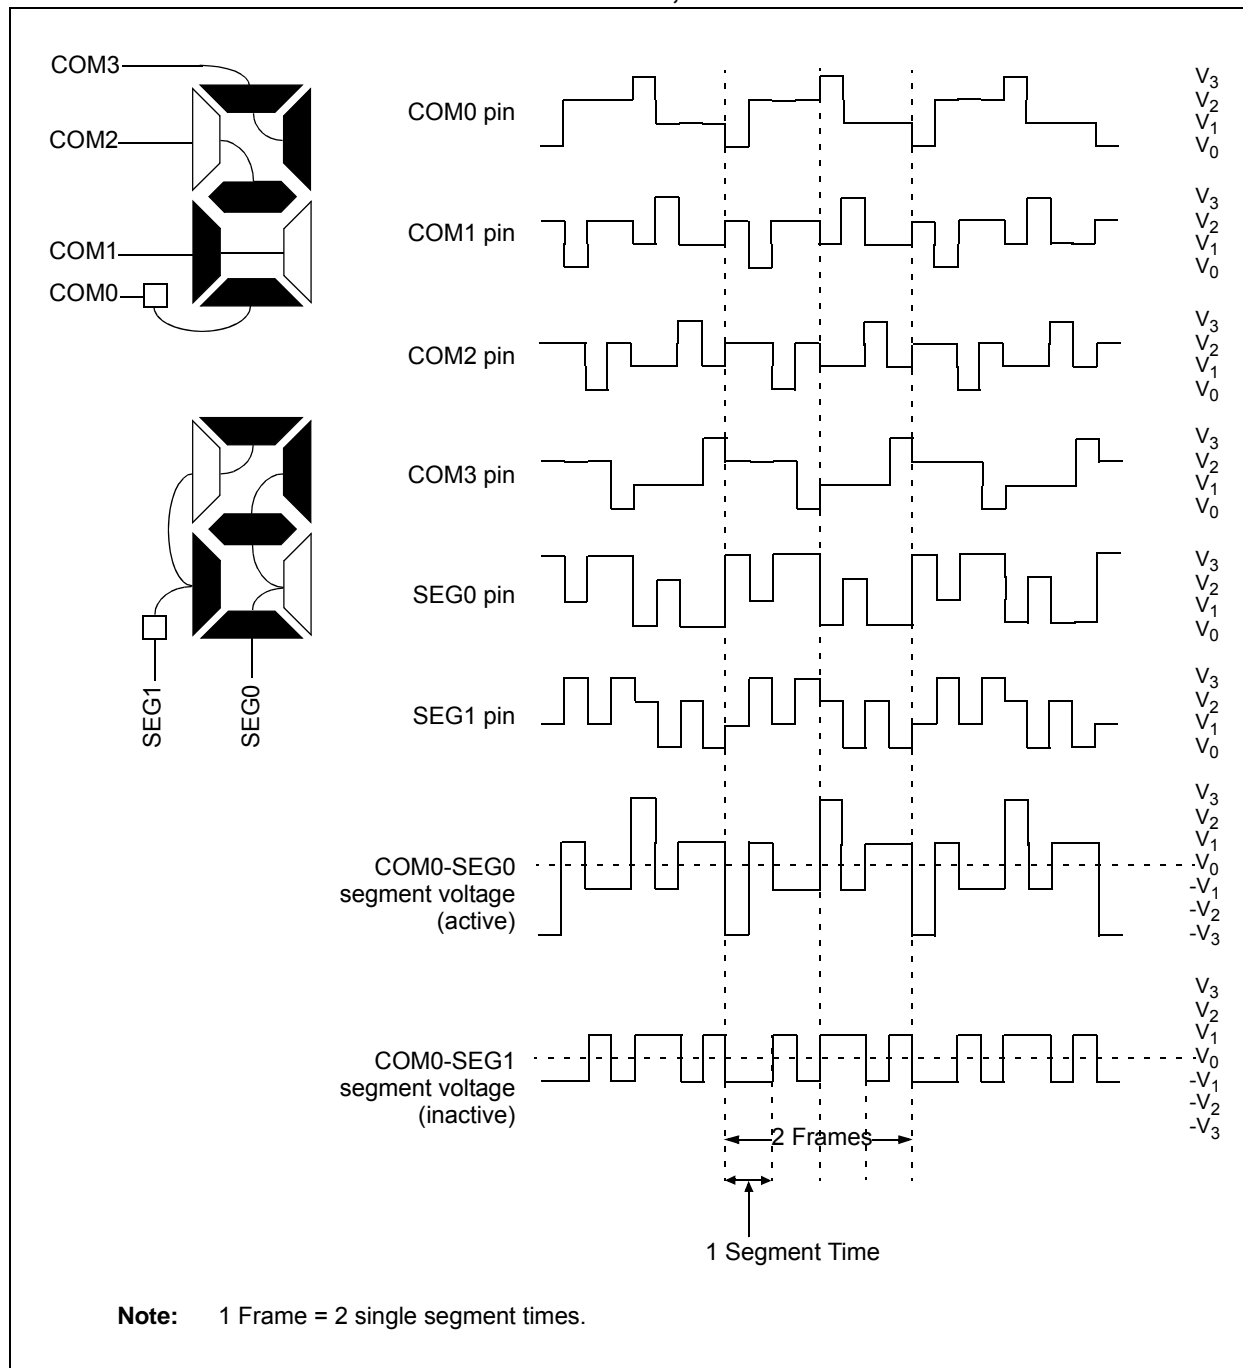 COM3
COM2
COM1
COM0
SEG1
SEG0
COM0 pin
V3
V2
V1
V0
COM1 pin
V3
V2
V1
V0
COM2 pin
V3
V2
V1
V0
COM3 pin
V3
V2
V1
V0
SEG0 pin
V3
V2
V1
V0
SEG1 pin
V3
V2
V1
V0
COM0-SEG0
segment voltage
(active)
V3
V2
V1
V0
-V1
-V2
-V3
COM0-SEG1
segment voltage
(inactive)
V3
V2
V1
V0
-V1
-V2
-V3
2 Frames
1 Segment Time
Note: 1 Frame = 2 single segment times.